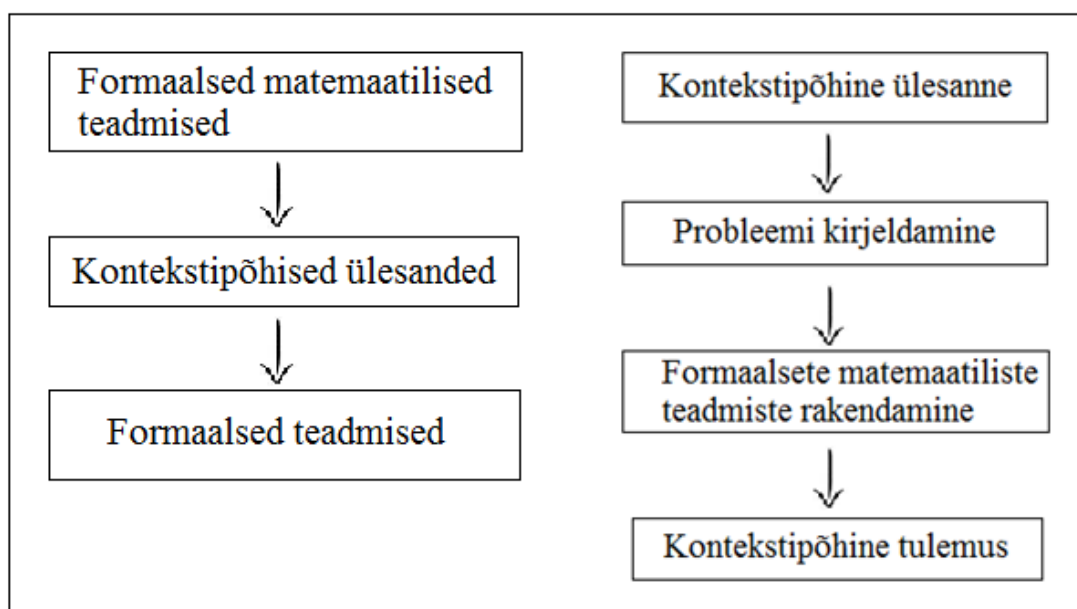 Formaalsed matemaatilised
teadmised
Kontekstipõhised ülesanded
Formaalsed teadmised
Kontekstipõhine ülesanne
Probleemi kirjeldamine
Formaalsete matemaatiliste
teadmiste rakendamine
Kontekstipõhine tulemus